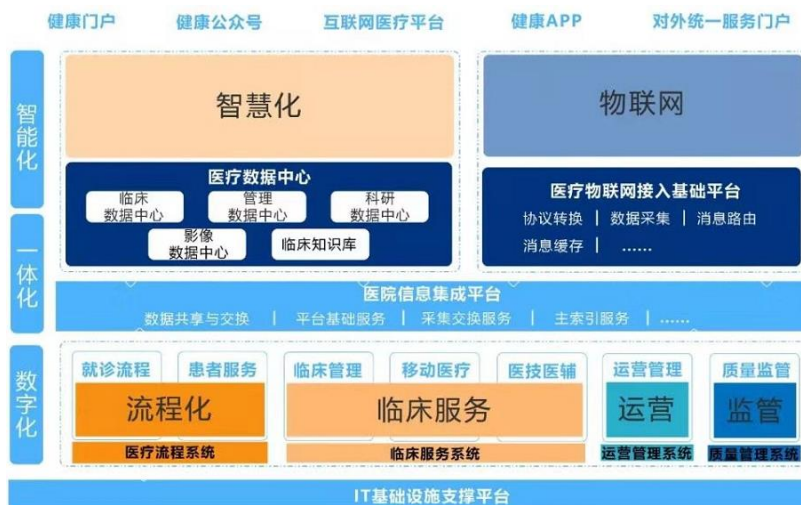 健康门户 健康公众号 互联网医疗平台 健康APP 对外统一服务门户
智能化
智慧化
物联网
医疗数据中心
临床
数据中心
管理
数据中心
科研
数据中心
影像
数据中心
临床知识库
医疗物联网接入基础平台
协议转换 | 数据采集 | 消息路由
消息缓存 | ......
一体化
医院信息集成平台
数据共享与交换 | 平台基础服务 | 采集交换服务 | 主索引服务 | ......
数字化
就诊流程 患者服务 临床管理 移动医疗 医技医辅 运营管理 质量监管
流程化 临床服务 运营 监管
医疗流程系统 临床服务系统 运营管理系统 质量管理系统
IT基础设施支撑平台